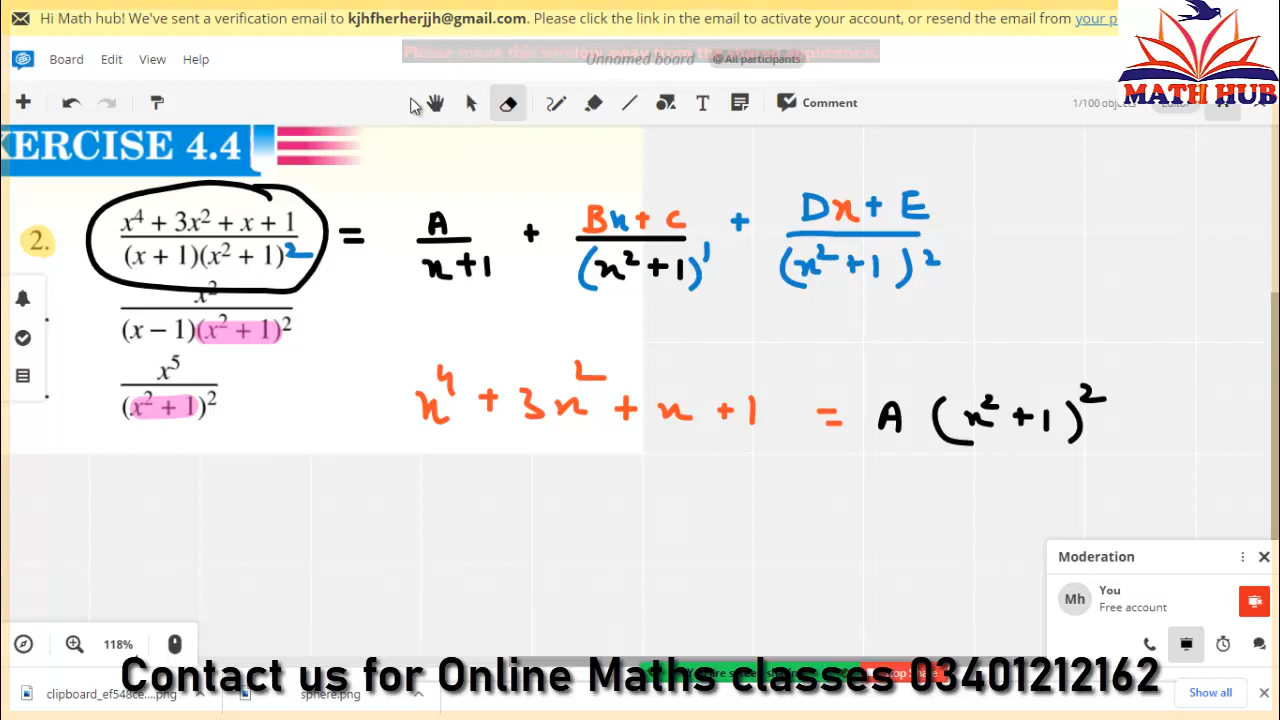 Hi Math hub! We've sent a verification email to kjhfherherjjh@gmail.com. Please click the link in the email to activate your account, or resend the email from your p
MATH HUB
Board Edit View Help
Unnamed board
@ All participants
Comment
1/100 objects
ERCISE 4.4
2.
x⁴ + 3x² + x + 1
(x + 1)(x² + 1)²
= A/(x+1) + (Bx + C)/(x²+1)¹ + (Dx + E)/(x²+1)²
x²
(x − 1)(x² + 1)²
x⁵
(x² + 1)²
x⁴ + 3x² + x + 1 = A (x² + 1)²
Moderation
Mh
You
Free account
118%
Contact us for Online Maths classes 03401212162
clipboard_ef548ce....png
sphere.png
Stop Share
Show all